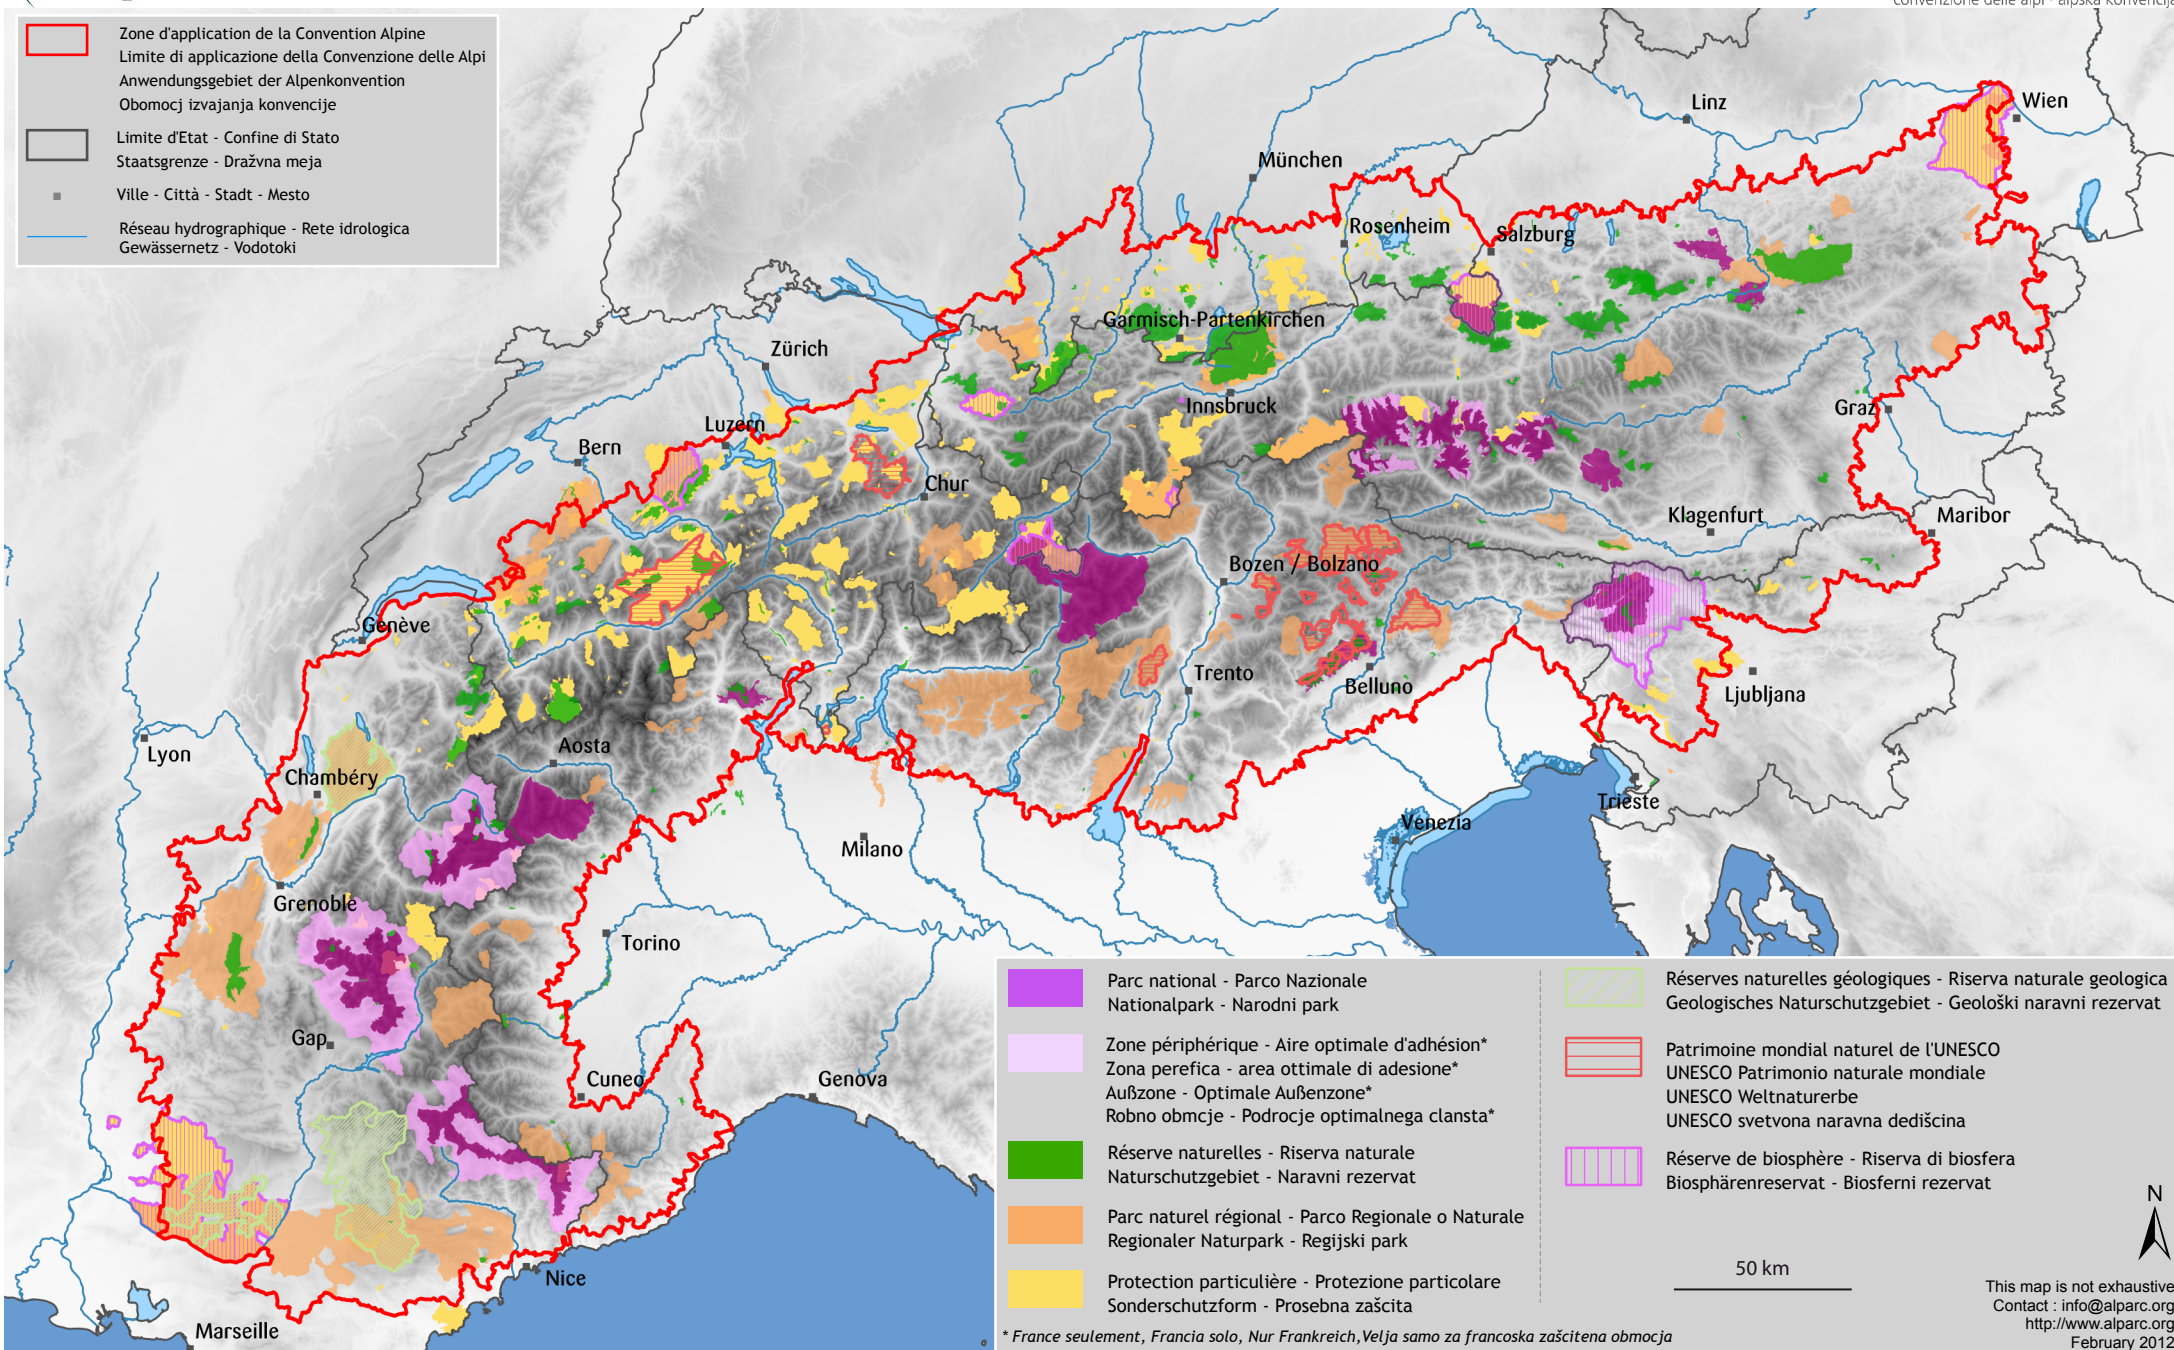 convenzione delle alpi · alpska konvencija
Zone d'application de la Convention Alpine
Limite di applicazione della Convenzione delle Alpi
Anwendungsgebiet der Alpenkonvention
Obomocj izvajanja konvencije
Limite d'Etat - Confine di Stato
Staatsgrenze - Dražvna meja
Ville - Città - Stadt - Mesto
Réseau hydrographique - Rete idrologica
Gewässernetz - Vodotoki
Linz
Wien
München
Rosenheim
Salzburg
Garmisch-Partenkirchen
Zürich
Innsbruck
Graz
Luzern
Bern
Chur
Klagenfurt
Maribor
Bozen / Bolzano
Genève
Trento
Belluno
Ljubljana
Lyon
Aosta
Chambéry
Trieste
Venezia
Milano
Grenoble
Torino
Gap
Cuneo
Genova
Nice
Marseille
Parc national - Parco Nazionale
Nationalpark - Narodni park
Zone périphérique - Aire optimale d'adhésion*
Zona perefica - area ottimale di adesione*
Außzone - Optimale Außenzone*
Robno obmcje - Podrocje optimalnega clansta*
Réserve naturelles - Riserva naturale
Naturschutzgebiet - Naravni rezervat
Parc naturel régional - Parco Regionale o Naturale
Regionaler Naturpark - Regijski park
Protection particulière - Protezione particolare
Sonderschutzform - Prosebna zašcita
* France seulement, Francia solo, Nur Frankreich,Velja samo za francoska zašcitena obmocja
Réserves naturelles géologiques - Riserva naturale geologica
Geologisches Naturschutzgebiet - Geološki naravni rezervat
Patrimoine mondial naturel de l'UNESCO
UNESCO Patrimonio naturale mondiale
UNESCO Weltnaturerbe
UNESCO svetvona naravna dedišcina
Réserve de biosphère - Riserva di biosfera
Biosphärenreservat - Biosferni rezervat
N
50 km
This map is not exhaustive
Contact : info@alparc.org
http://www.alparc.org
February 2012